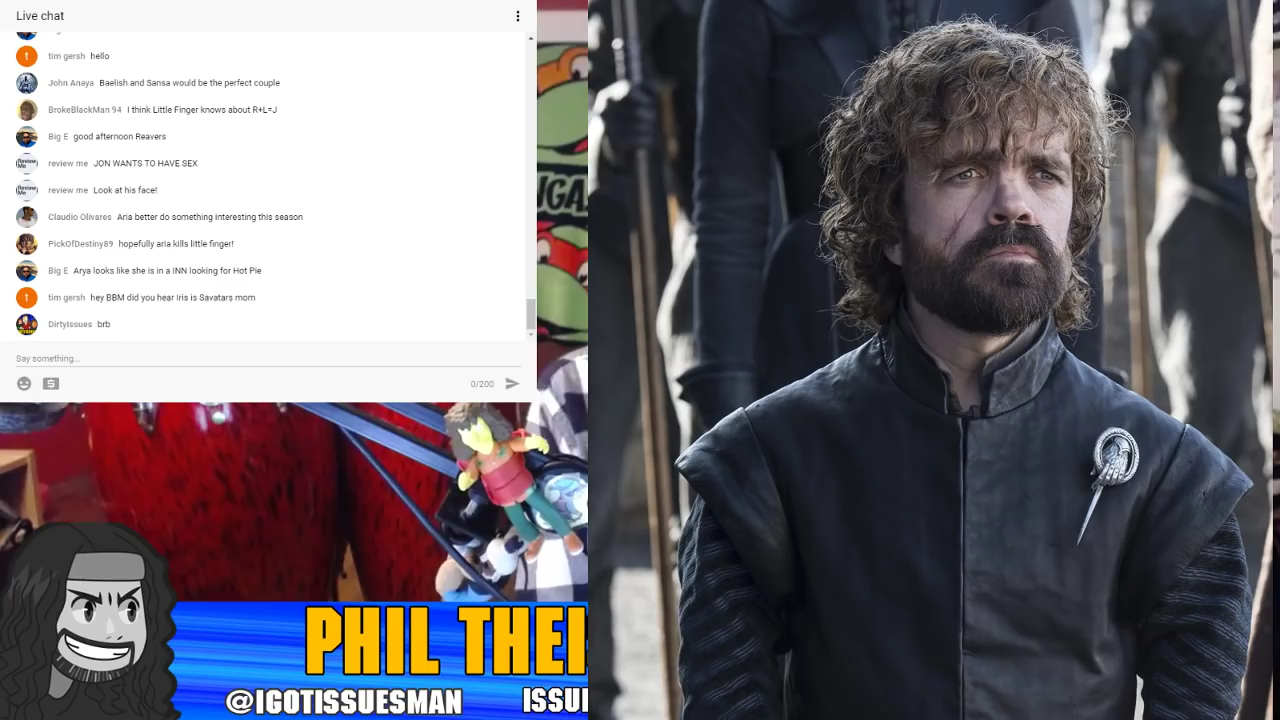 Live chat
tim gersh hello
John Anaya Baelish and Sansa would be the perfect couple
BrokeBlackMan 94 I think Little Finger knows about R+L=J
Big E good afternoon Reavers
review me JON WANTS TO HAVE SEX
review me Look at his face!
Claudio Olivares Aria better do something interesting this season
PickOfDestiny89 hopefully aria kills little finger!
Big E Arya looks like she is in a INN looking for Hot Pie
tim gersh hey BBM did you hear Iris is Savatars mom
DirtyIssues brb
Say something...
0/200
PHIL THE
@IGOTISSUESMAN ISSU